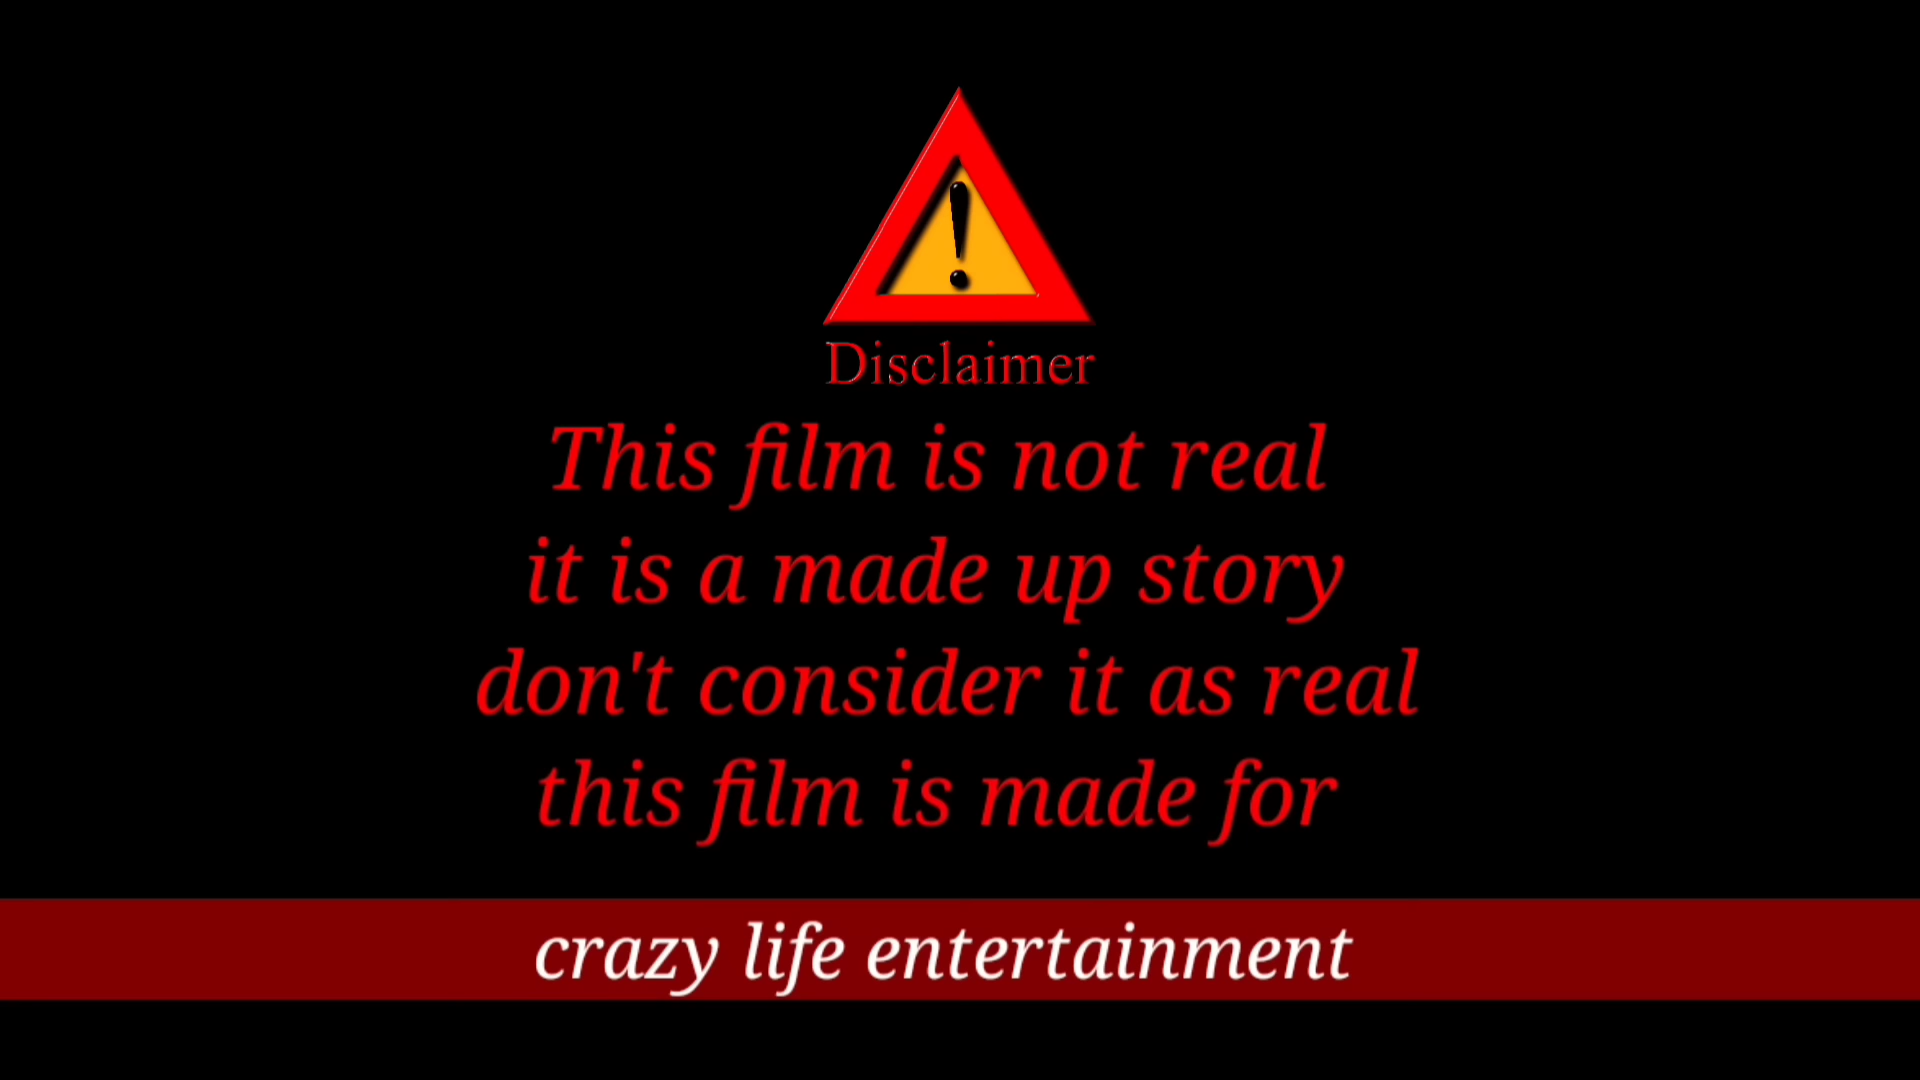 !
Disclaimer
This film is not real
it is a made up story
don't consider it as real
this film is made for
crazy life entertainment